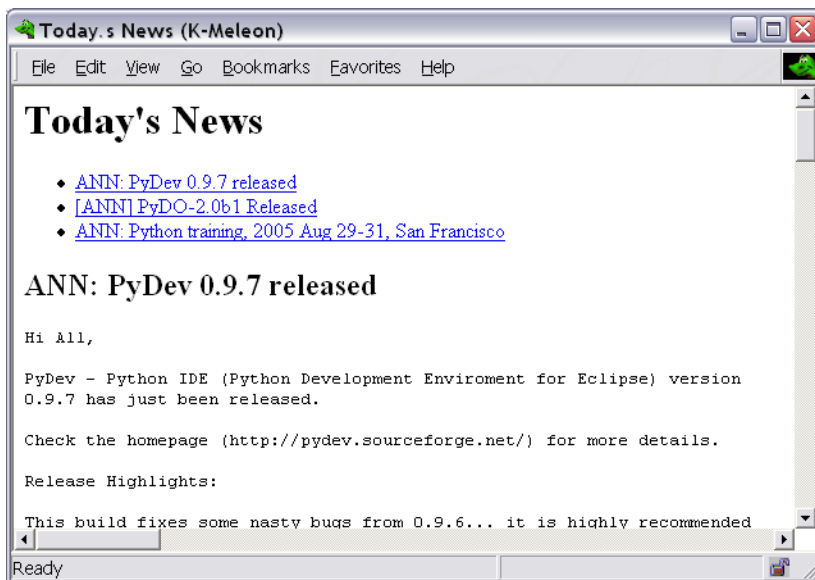 Today.s News (K-Meleon)
File Edit View Go Bookmarks Favorites Help
Today's News
ANN: PyDev 0.9.7 released
[ANN] PyDO-2.0b1 Released
ANN: Python training, 2005 Aug 29-31, San Francisco
ANN: PyDev 0.9.7 released
Hi All,
PyDev - Python IDE (Python Development Enviroment for Eclipse) version
0.9.7 has just been released.
Check the homepage (http://pydev.sourceforge.net/) for more details.
Release Highlights:
This build fixes some nasty bugs from 0.9.6... it is highly recommended
Ready